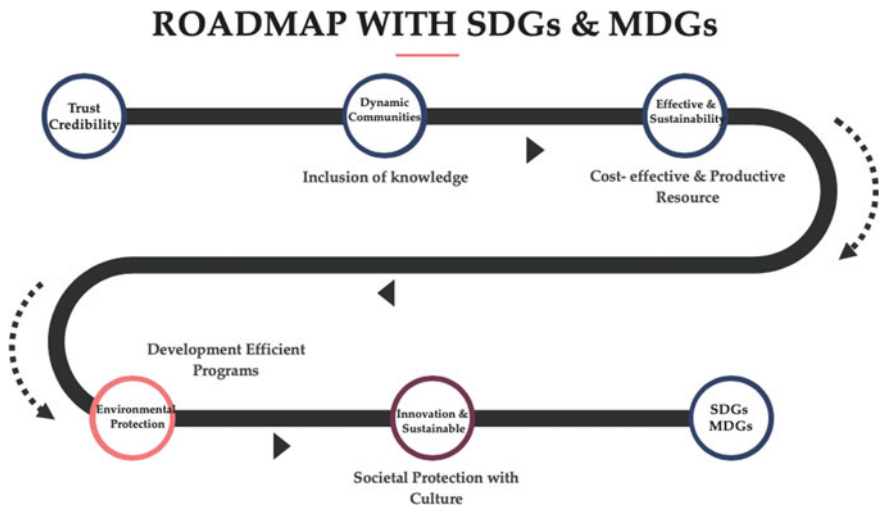 ROADMAP WITH SDGs & MDGs
Trust
Credibility
Dynamic
Communities
Effective &
Sustainability
Inclusion of knowledge
Cost- effective & Productive
Resource
Development Efficient
Programs
Environmental
Protection
Innovation &
Sustainable
SDGs
MDGs
Societal Protection with
Culture